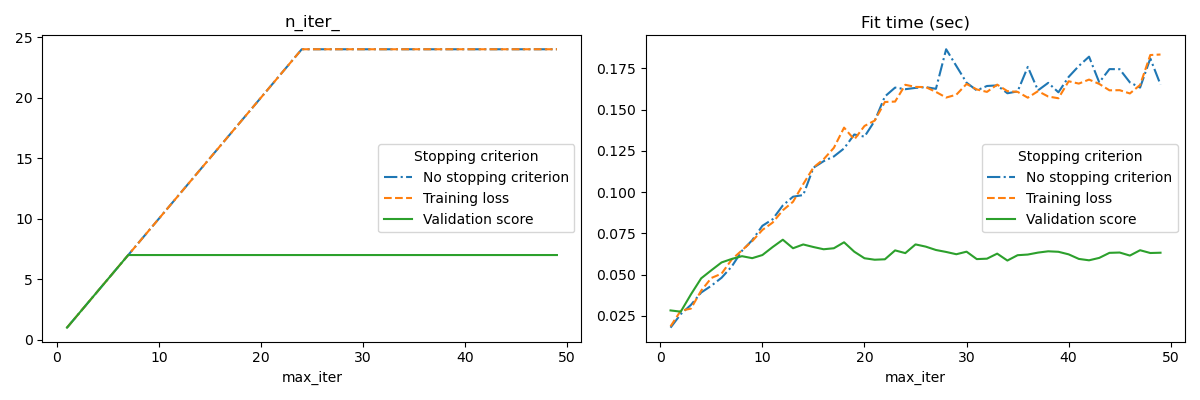 n_iter_
25
20
15
10
5
0
0 10 20 30 40 50
max_iter
Stopping criterion
No stopping criterion
Training loss
Validation score
Fit time (sec)
0.175
0.150
0.125
0.100
0.075
0.050
0.025
0 10 20 30 40 50
max_iter
Stopping criterion
No stopping criterion
Training loss
Validation score